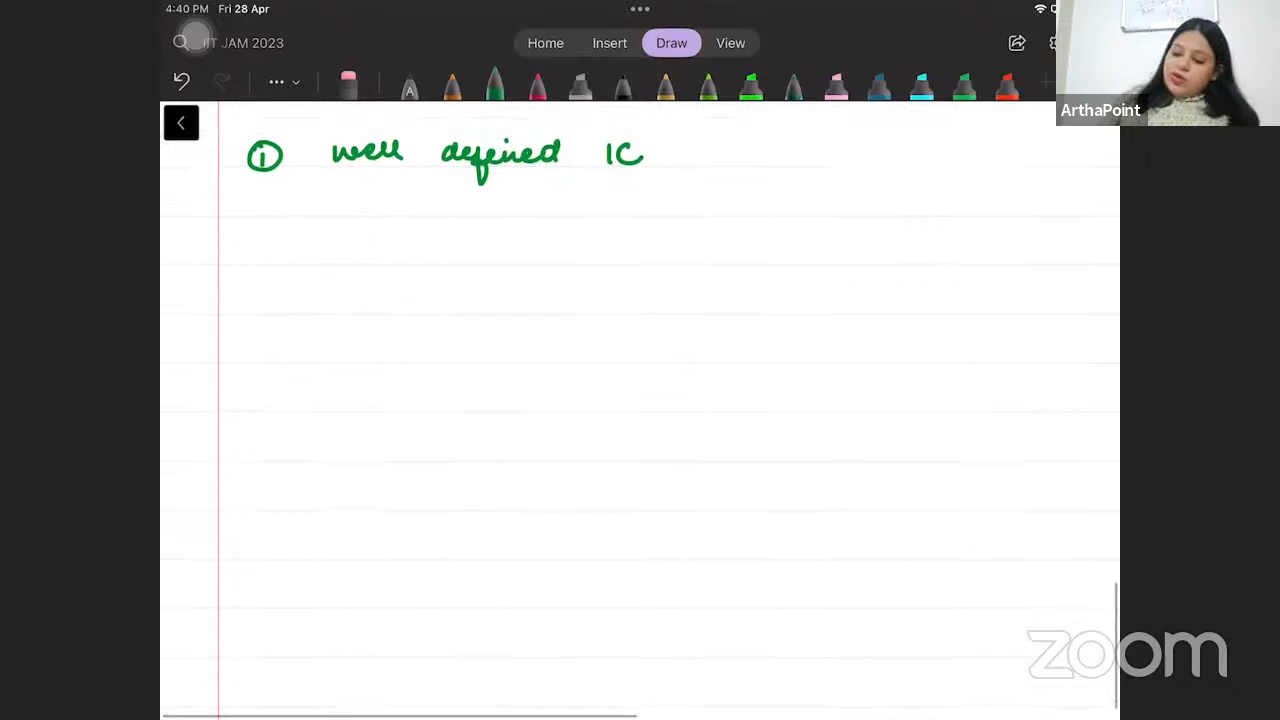 4:40 PM Fri 28 Apr
IIT JAM 2023
Home Insert Draw View
A
ArthaPoint
① well defined IC
zoom